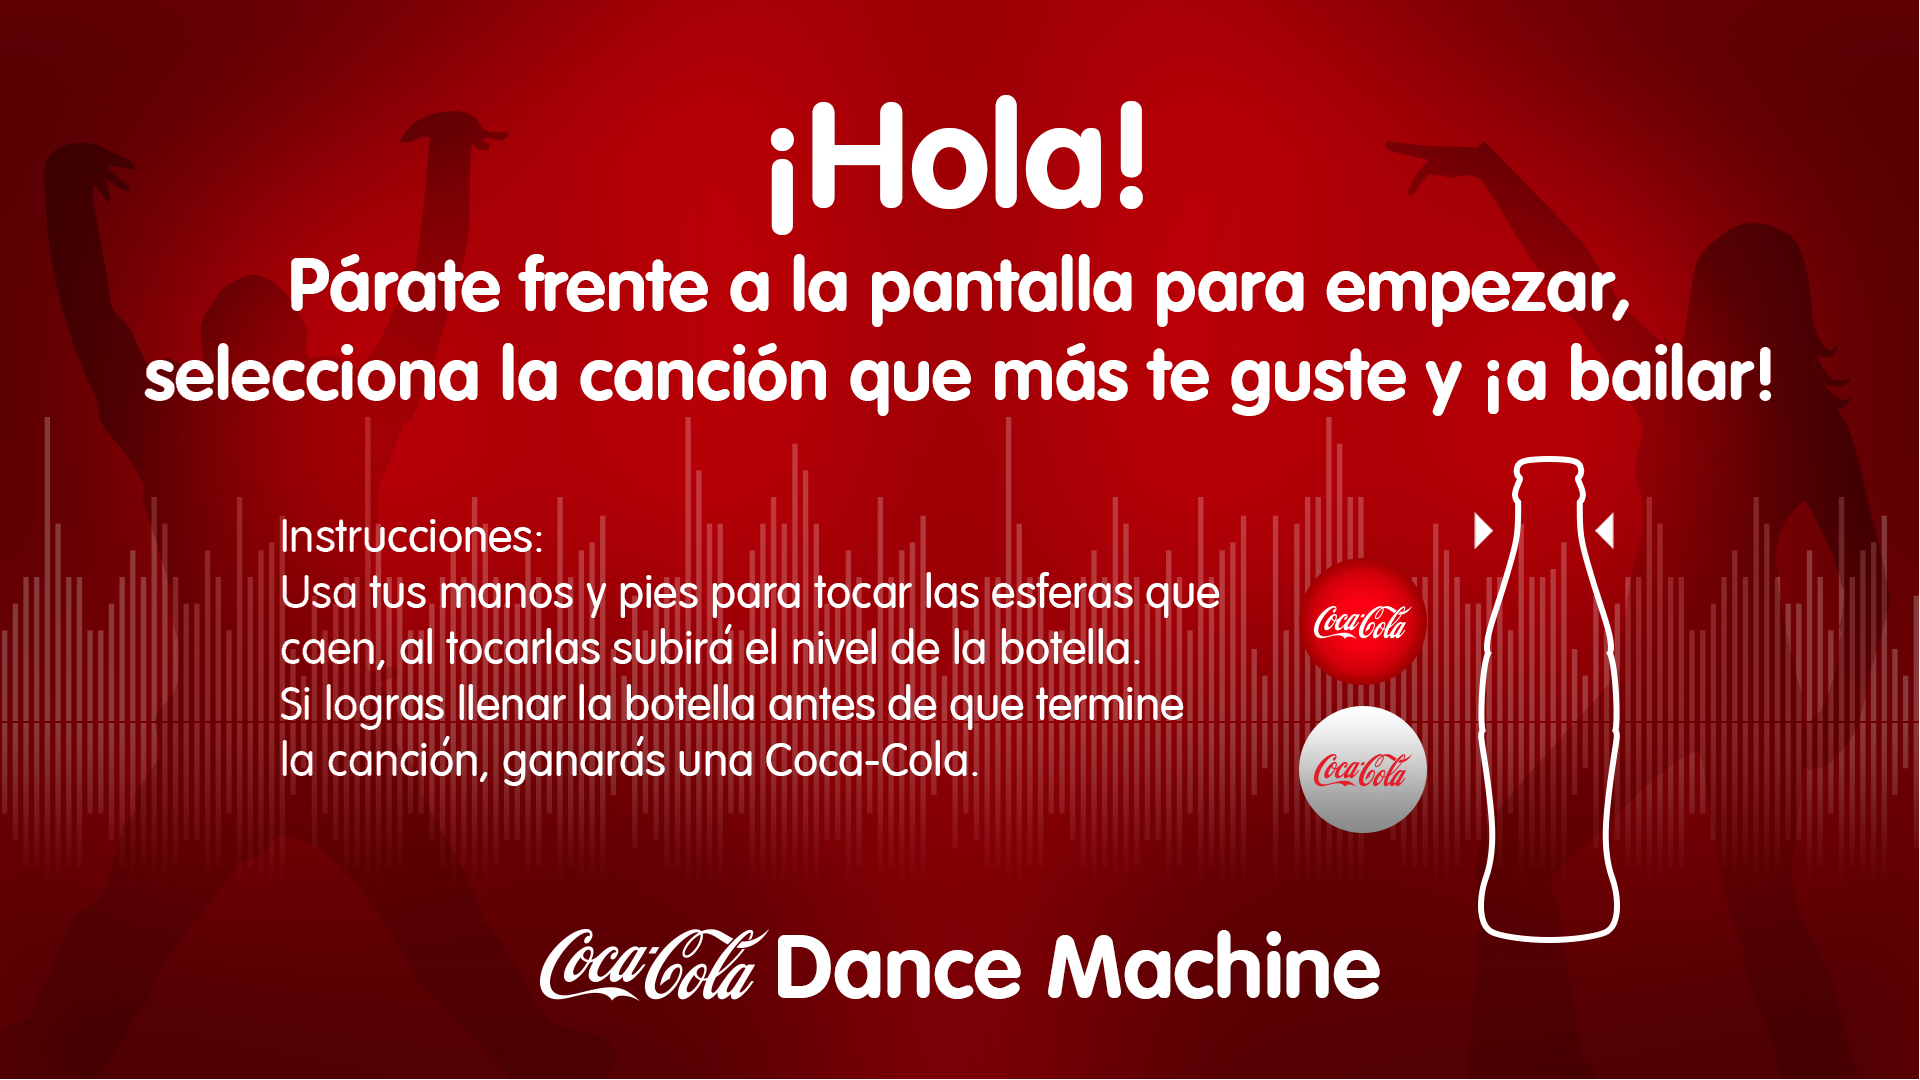 ¡Hola!
Párate frente a la pantalla para empezar,
selecciona la canción que más te guste y ¡a bailar!
Instrucciones:
Usa tus manos y pies para tocar las esferas que
caen, al tocarlas subirá el nivel de la botella.
Si logras llenar la botella antes de que termine
la canción, ganarás una Coca-Cola.
Coca-Cola
Coca-Cola
Coca-Cola Dance Machine